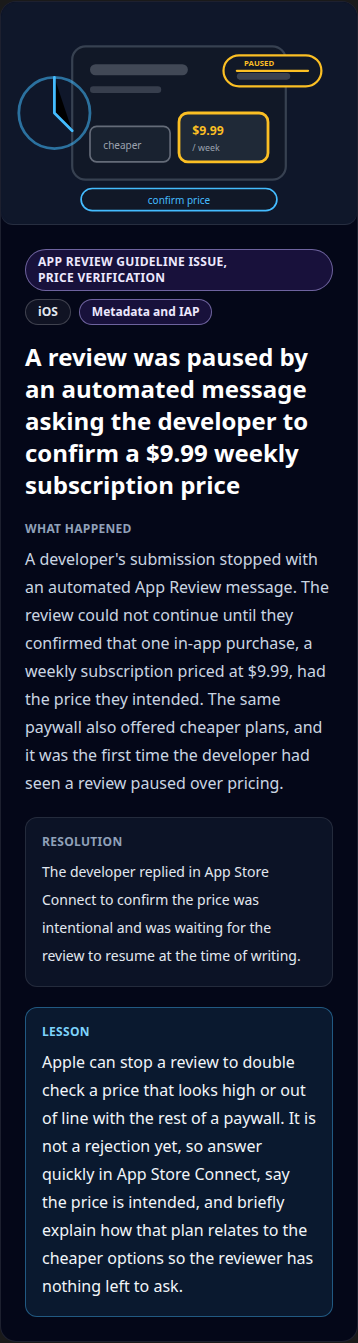 PAUSED
$9.99
/ week
cheaper
confirm price
APP REVIEW GUIDELINE ISSUE,
PRICE VERIFICATION
iOS
Metadata and IAP
A review was paused by
an automated message
asking the developer to
confirm a $9.99 weekly
subscription price
WHAT HAPPENED
A developer's submission stopped with
an automated App Review message. The
review could not continue until they
confirmed that one in-app purchase, a
weekly subscription priced at $9.99, had
the price they intended. The same
paywall also offered cheaper plans, and
it was the first time the developer had
seen a review paused over pricing.
RESOLUTION
The developer replied in App Store
Connect to confirm the price was
intentional and was waiting for the
review to resume at the time of writing.
LESSON
Apple can stop a review to double
check a price that looks high or out
of line with the rest of a paywall. It is
not a rejection yet, so answer
quickly in App Store Connect, say
the price is intended, and briefly
explain how that plan relates to the
cheaper options so the reviewer has
nothing left to ask.